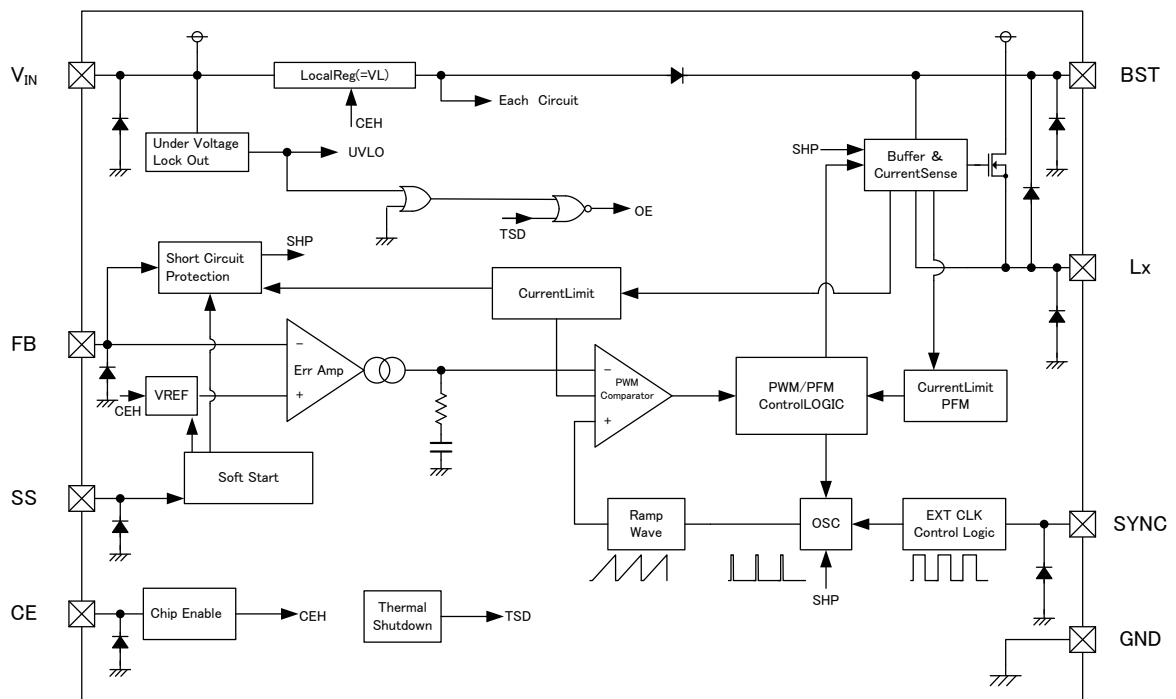 VIN
LocalReg(=VL)
BST
Each Circuit
CEH
Under Voltage
Lock Out
UVLO
SHP
Buffer &
CurrentSense
OE
TSD
SHP
Short Circuit
Protection
Lx
CurrentLimit
FB
−
Err Amp
+
−
PWM
Comparator
+
PWM/PFM
ControlLOGIC
CurrentLimit
PFM
VREF
CEH
Soft Start
SS
Ramp
Wave
OSC
EXT CLK
Control Logic
SYNC
SHP
CE
Chip Enable
CEH
Thermal
Shutdown
TSD
GND